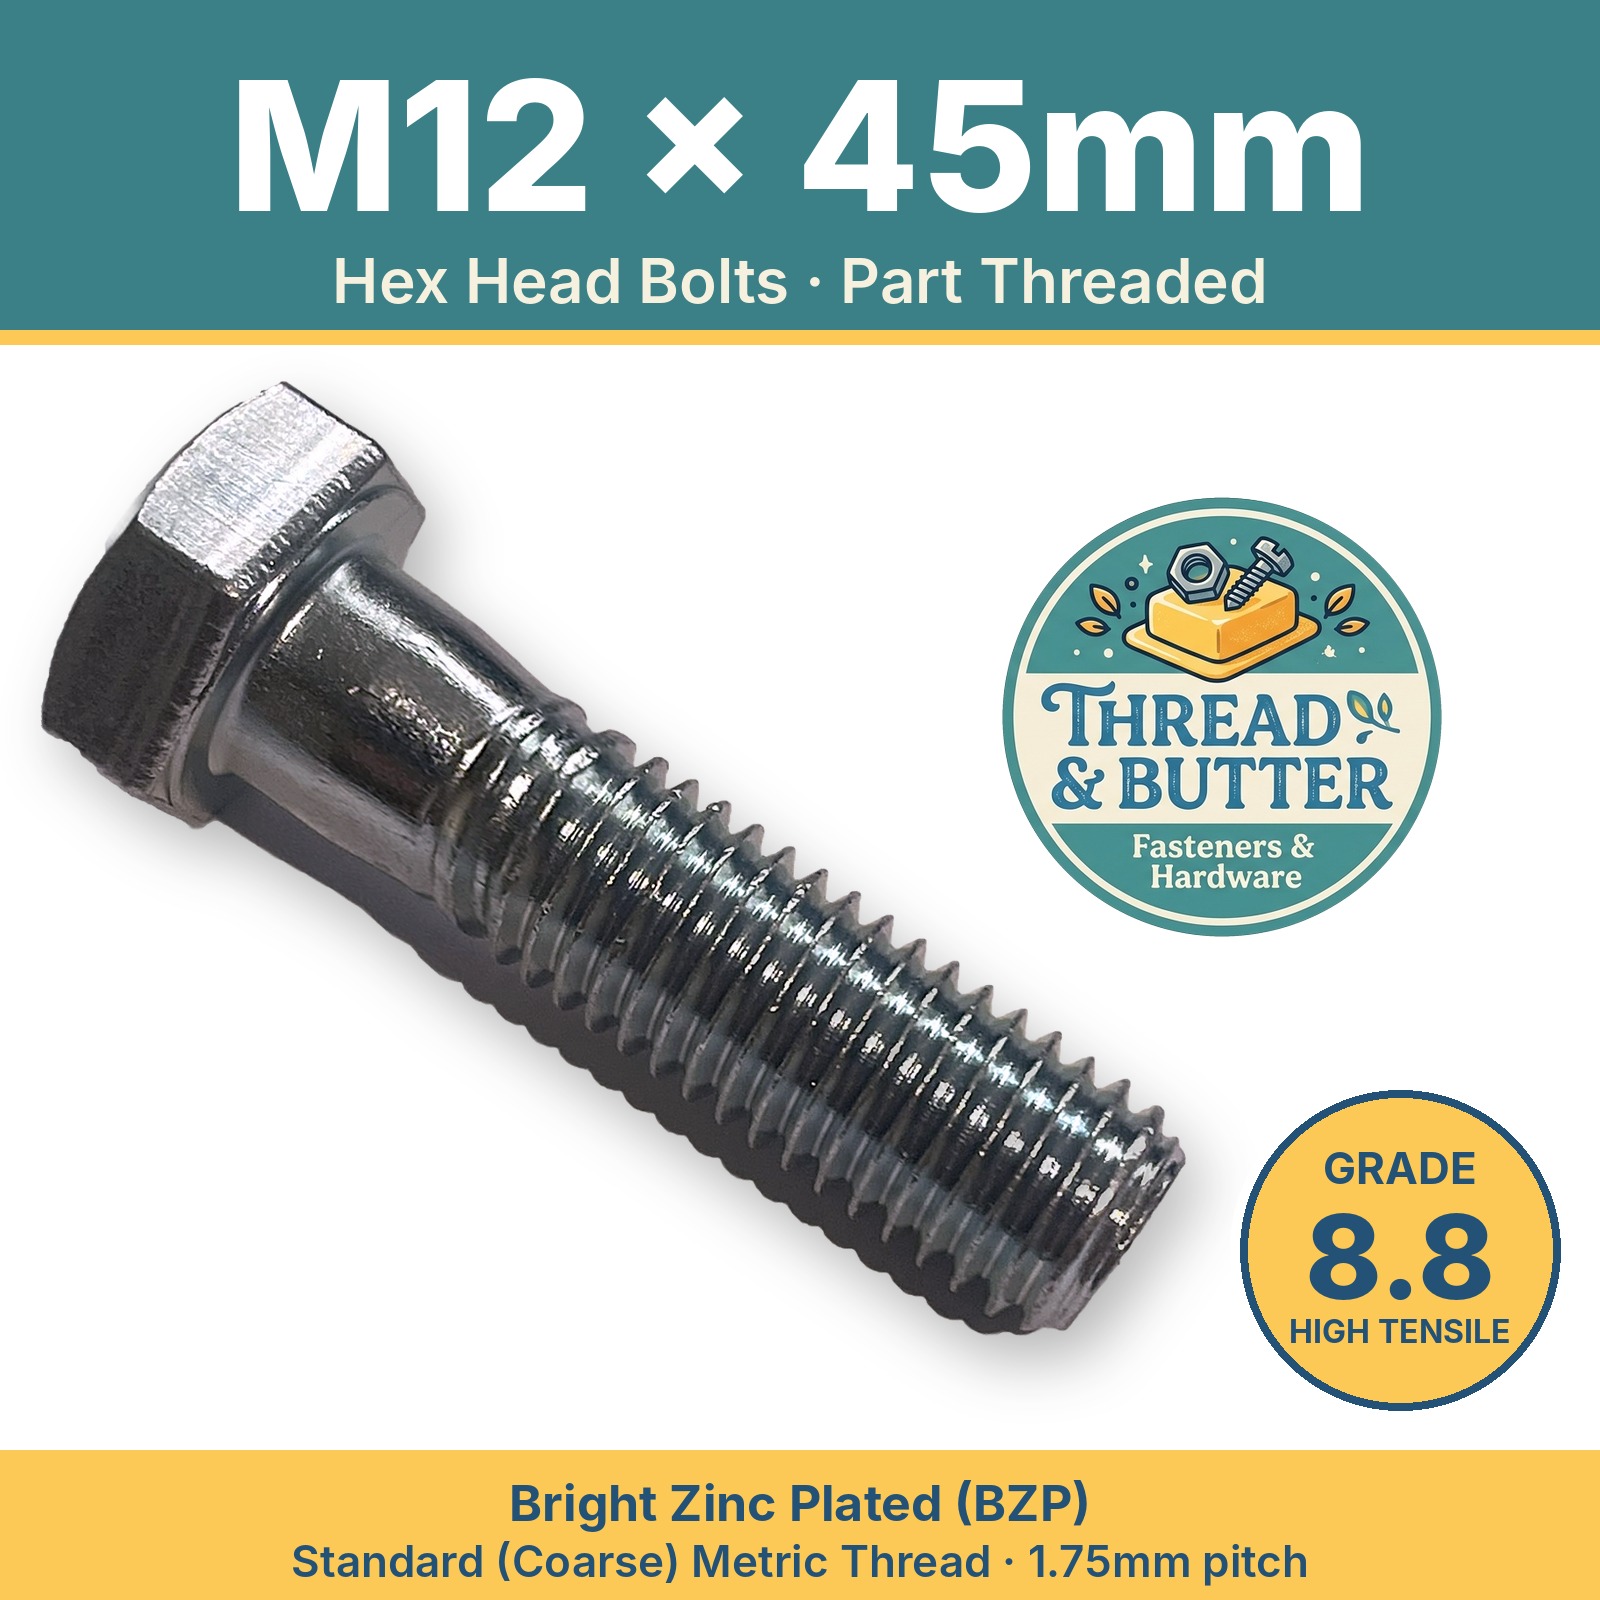 M12 × 45mm
Hex Head Bolts · Part Threaded
THREAD
& BUTTER
Fasteners &
Hardware
GRADE
8.8
HIGH TENSILE
Bright Zinc Plated (BZP)
Standard (Coarse) Metric Thread · 1.75mm pitch